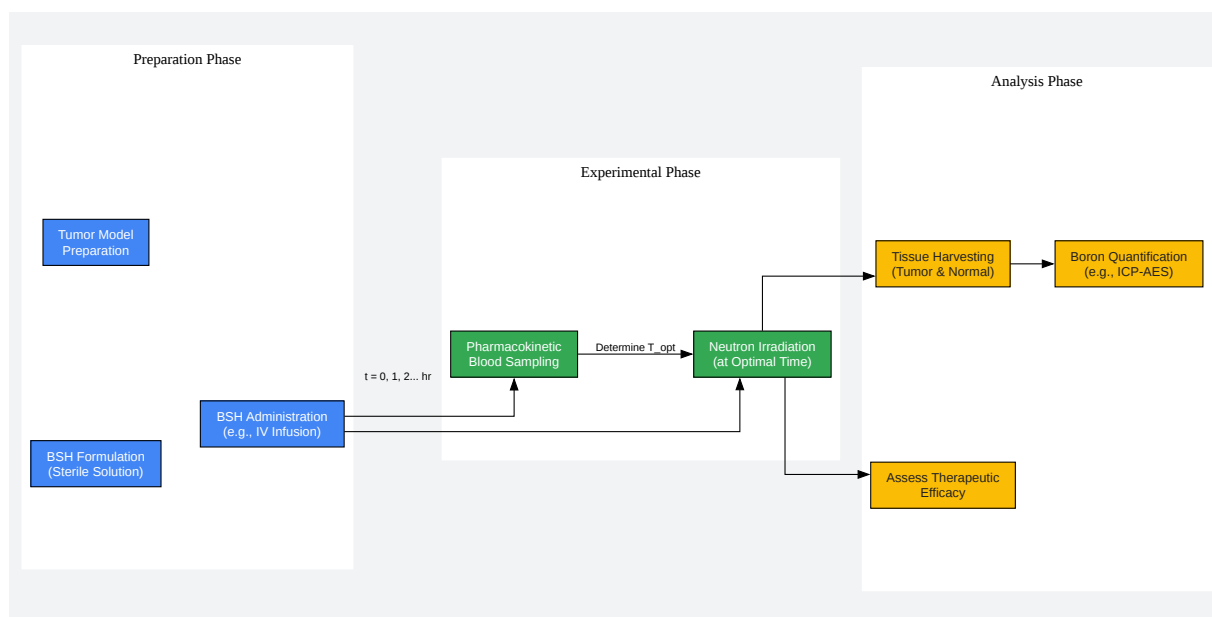 Preparation Phase
Tumor Model
Preparation
BSH Formulation
(Sterile Solution)
BSH Administration
(e.g., IV Infusion)
t = 0, 1, 2... hr
Experimental Phase
Pharmacokinetic
Blood Sampling
Determine T_opt
Neutron Irradiation
(at Optimal Time)
Analysis Phase
Tissue Harvesting
(Tumor & Normal)
Boron Quantification
(e.g., ICP-AES)
Assess Therapeutic
Efficacy